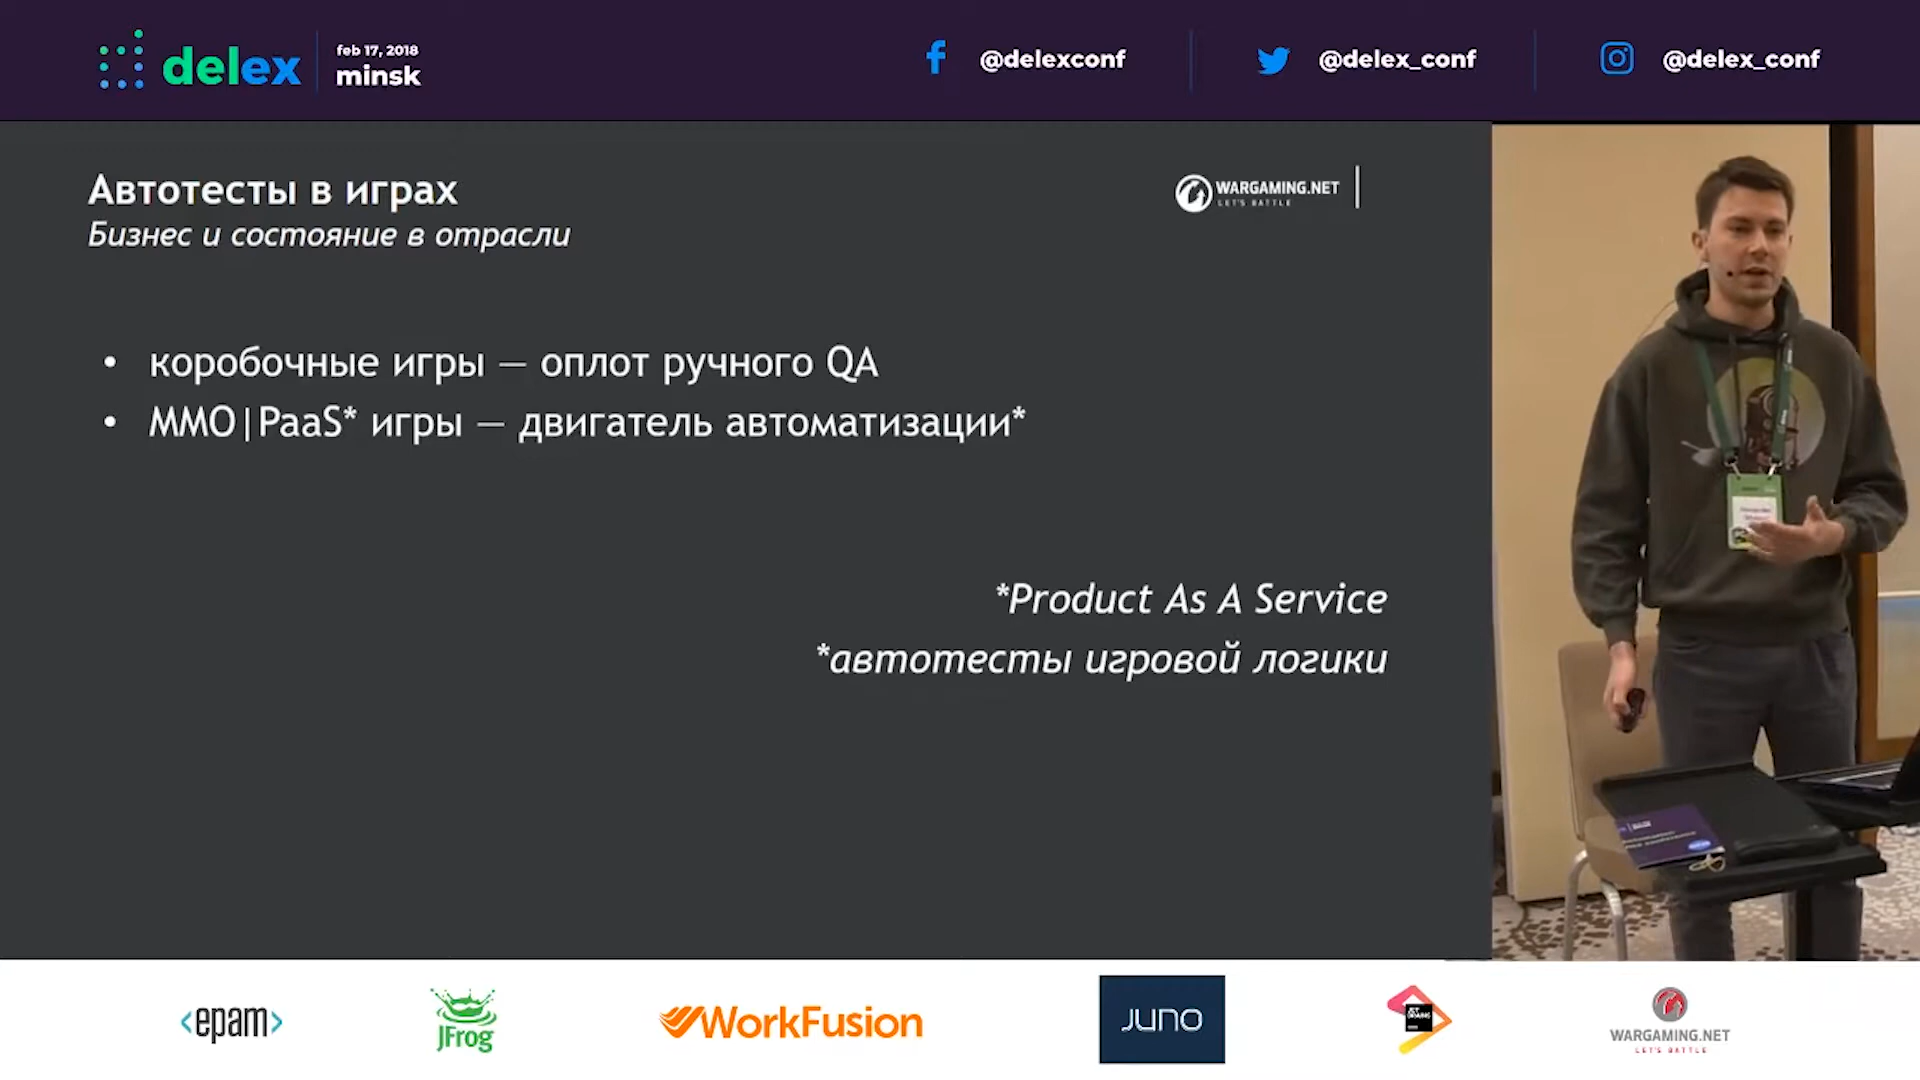 delex
feb 17, 2018
minsk
@delexconf
@delex_conf
@delex_conf
Автотесты в играх
Бизнес и состояние в отрасли
WARGAMING.NET
LET'S BATTLE
• коробочные игры — оплот ручного QA
• MMO|PaaS* игры — двигатель автоматизации*
*Product As A Service
*автотесты игровой логики
<epam>
JFrog
WorkFusion
JUNO
JET
BRAINS
WARGAMING.NET
LET'S BATTLE